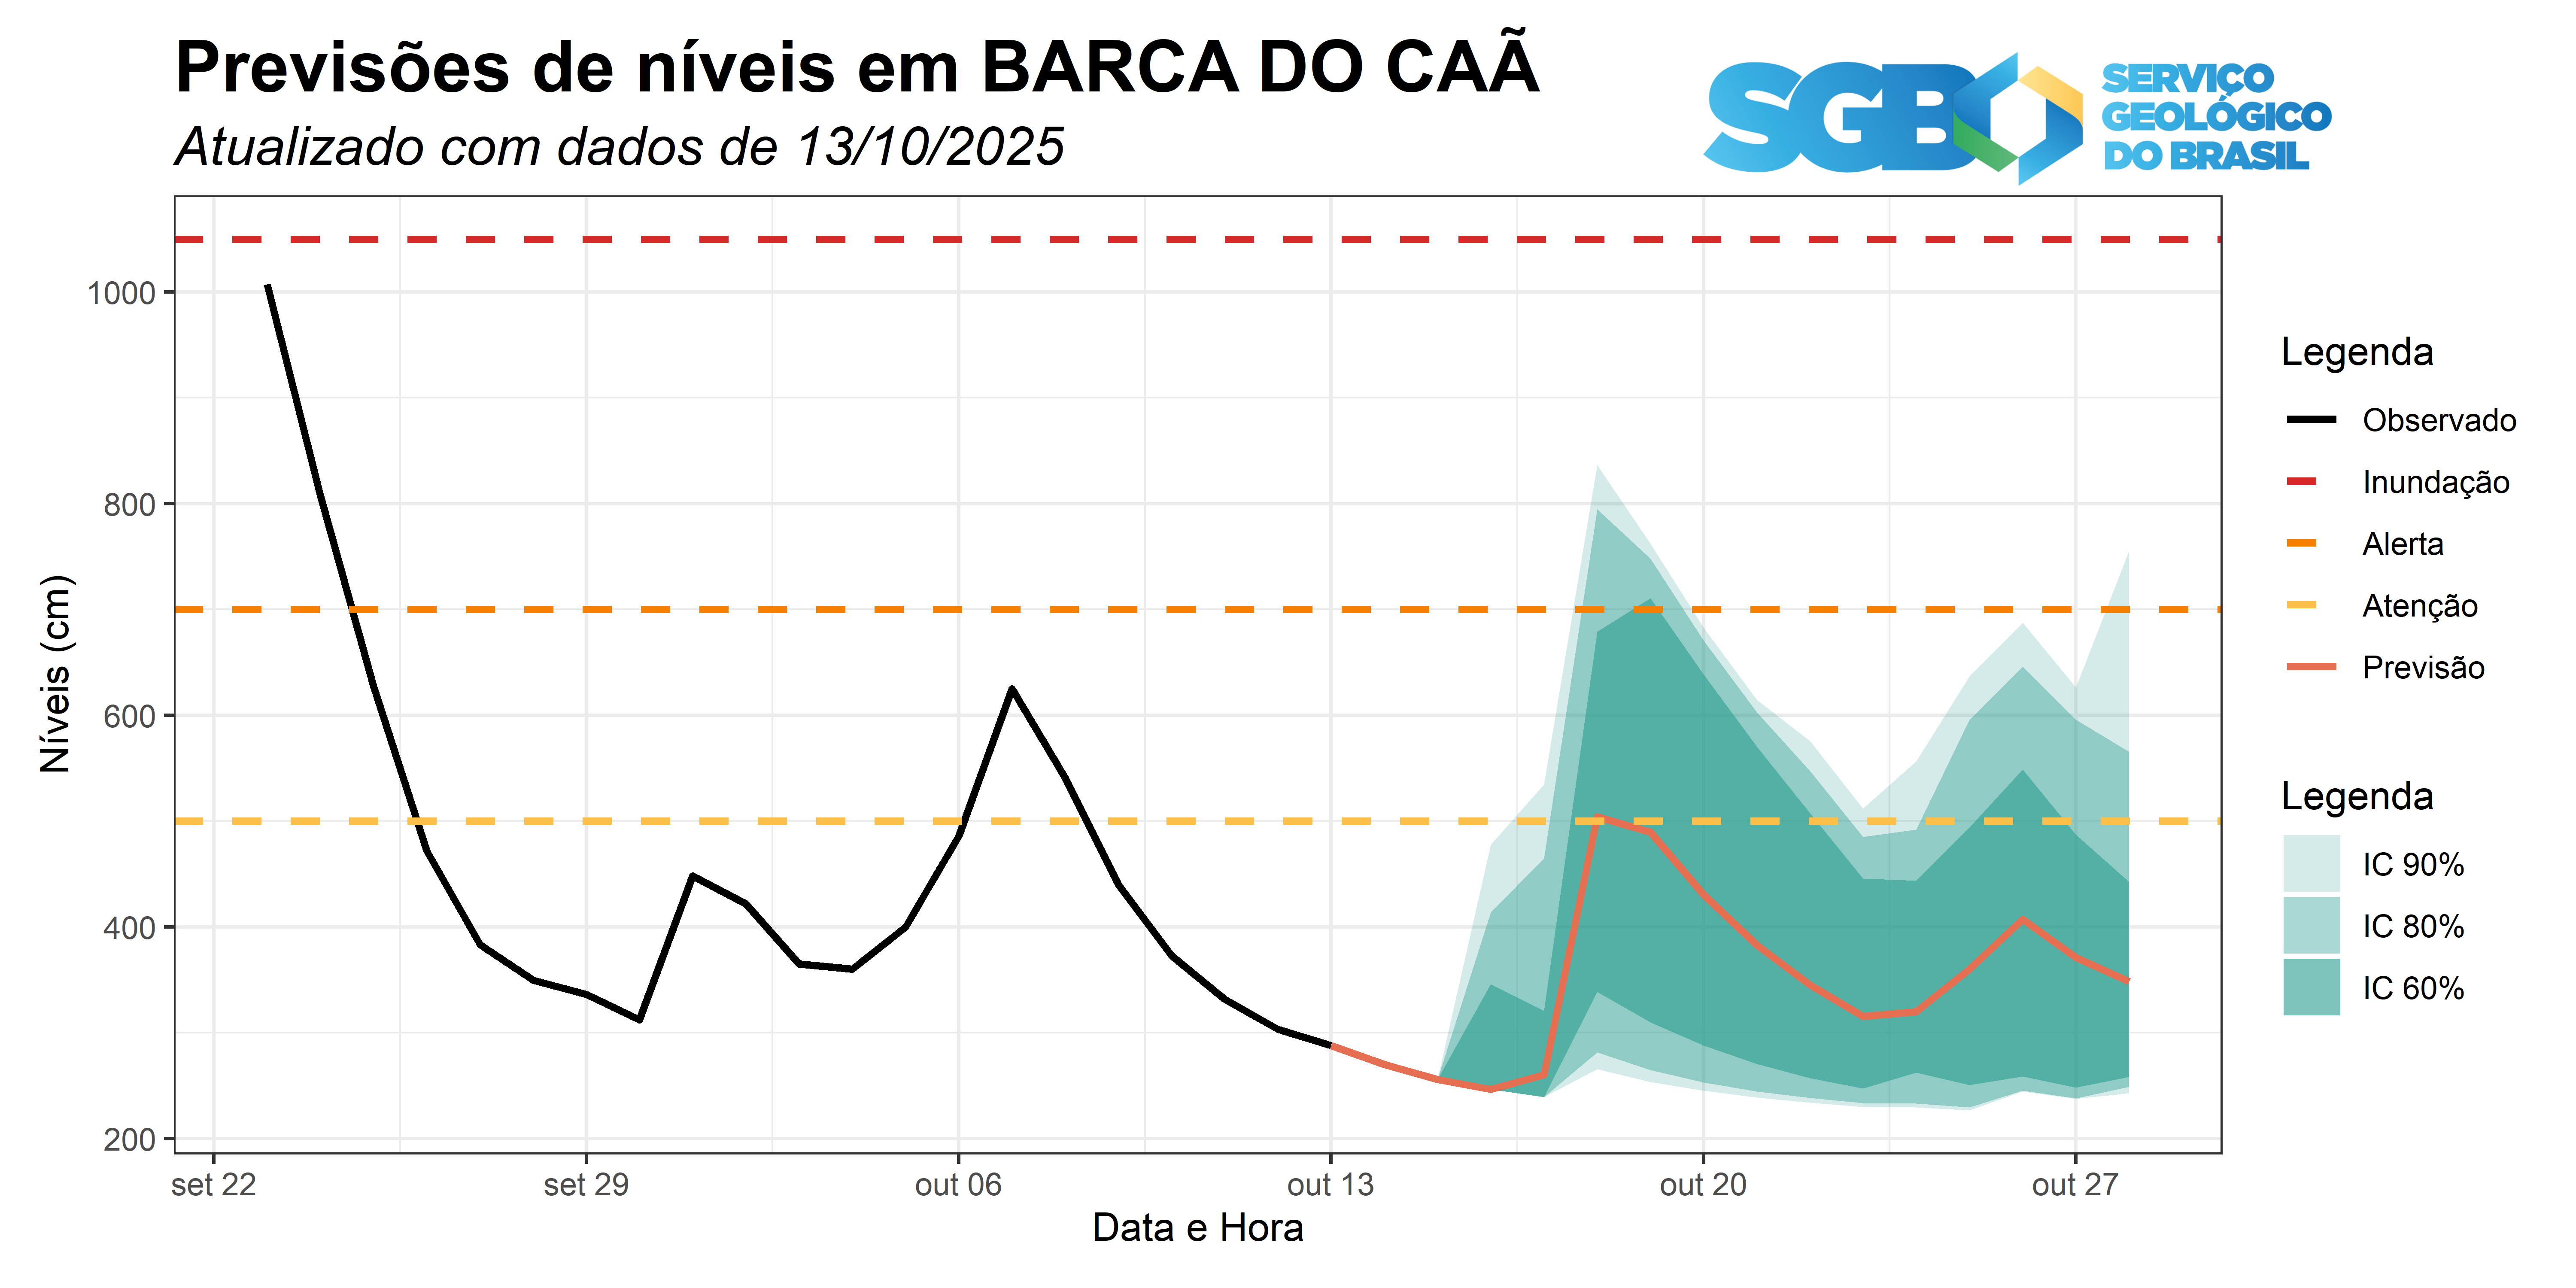 Previsões de níveis em BARCA DO CAÃ
Atualizado com dados de 13/10/2025
SGB
SERVIÇO
GEOLÓGICO
DO BRASIL
Níveis (cm)
1000
800
600
400
200
set 22
set 29
out 06
out 13
out 20
out 27
Data e Hora
Legenda
Observado
Inundação
Alerta
Atenção
Previsão
Legenda
IC 90%
IC 80%
IC 60%